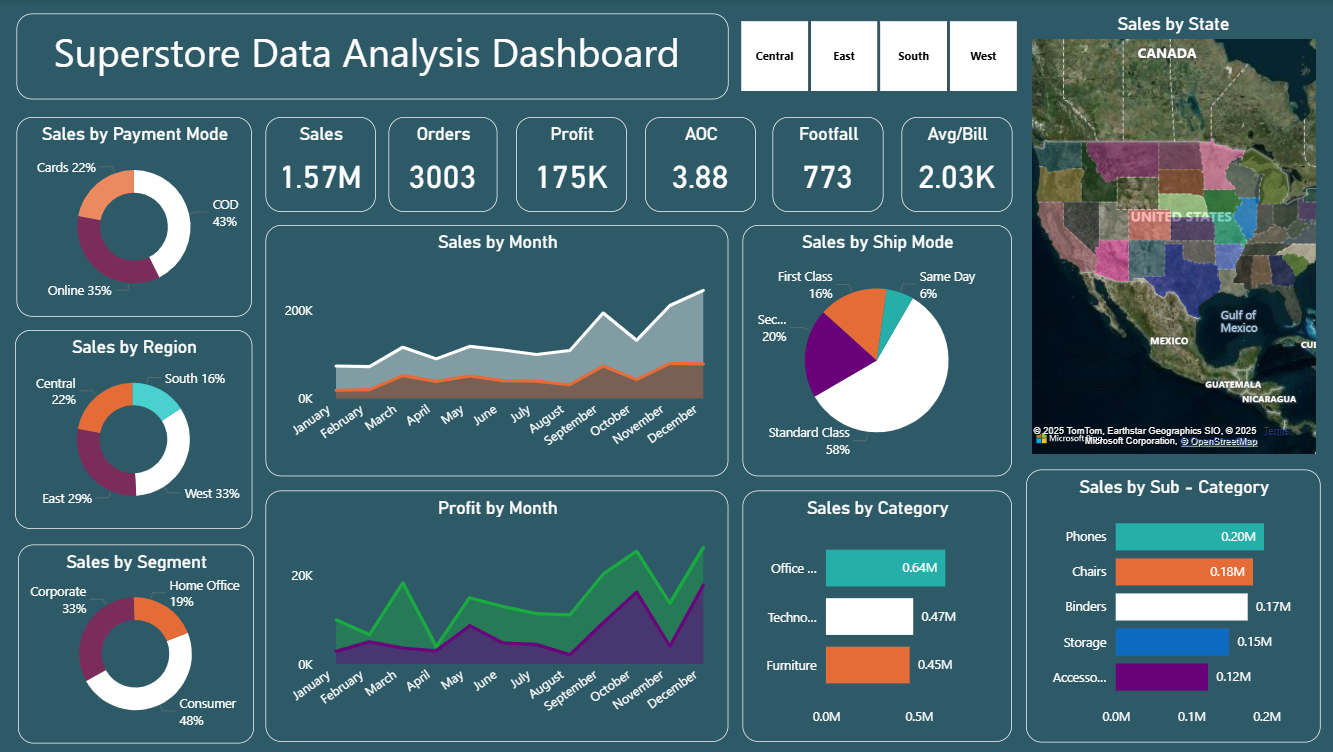 Superstore Data Analysis Dashboard
Central
East
South
West
Sales by State
CANADA
UNITED STATES
Gulf of
Mexico
MEXICO
CU
GUATEMALA
NICARAGUA
© 2025 TomTom, Earthstar Geographics SIO, © 2025
Microsoft Corporation, © OpenStreetMap
Terms
Microsoft
Sales by Payment Mode
Cards 22%
COD
43%
Online 35%
Sales
1.57M
Orders
3003
Profit
175K
AOC
3.88
Footfall
773
Avg/Bill
2.03K
Sales by Month
200K
0K
January
February
March
April
May
June
July
August
September
October
November
December
Sales by Ship Mode
First Class
16%
Same Day
6%
Sec...
20%
Standard Class
58%
Sales by Region
Central
22%
South 16%
East 29%
West 33%
Sales by Segment
Corporate
33%
Home Office
19%
Consumer
48%
Profit by Month
20K
0K
January
February
March
April
May
June
July
August
September
October
November
December
Sales by Category
Office ...
0.64M
Techno...
0.47M
Furniture
0.45M
0.0M
0.5M
Sales by Sub - Category
Phones
0.20M
Chairs
0.18M
Binders
0.17M
Storage
0.15M
Accesso...
0.12M
0.0M
0.1M
0.2M